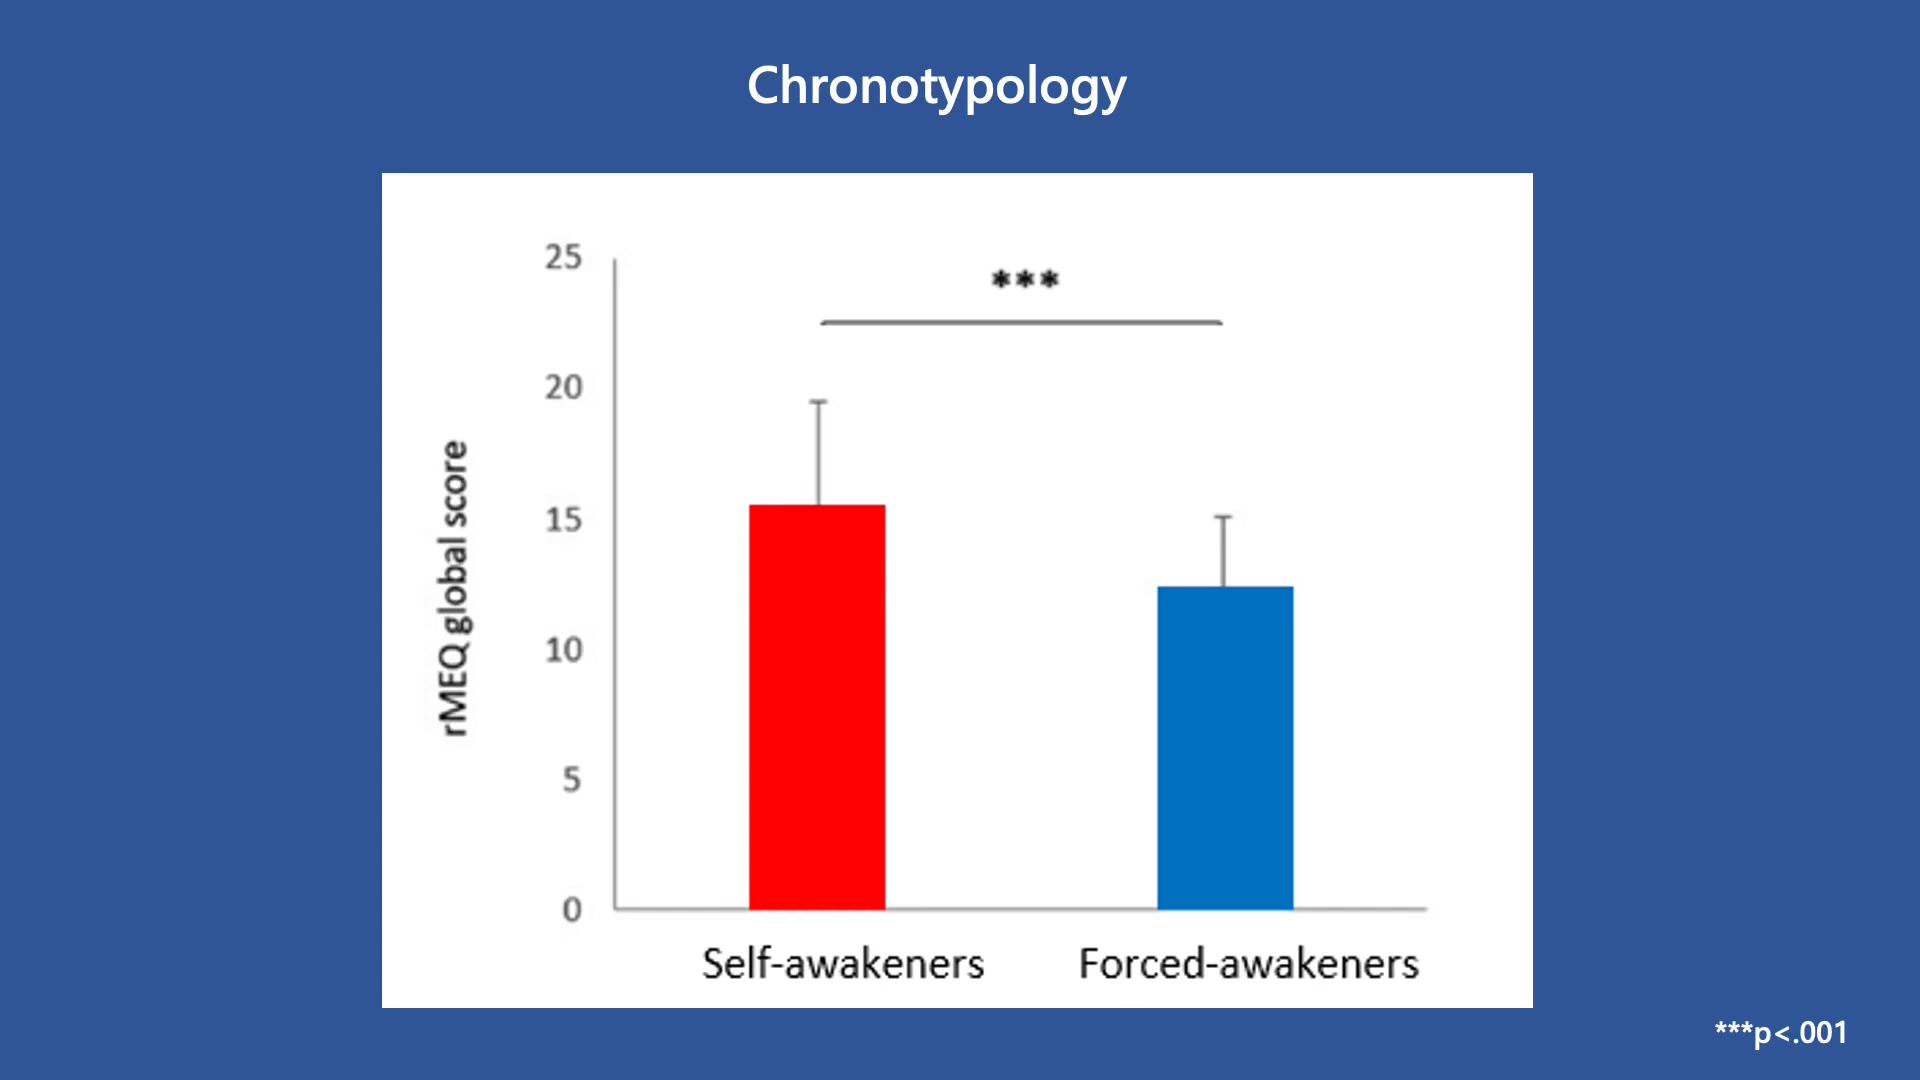 Chronotypology
25
***
20
15
10
5
0
rMEQ global score
Self-awakeners
Forced-awakeners
***p<.001